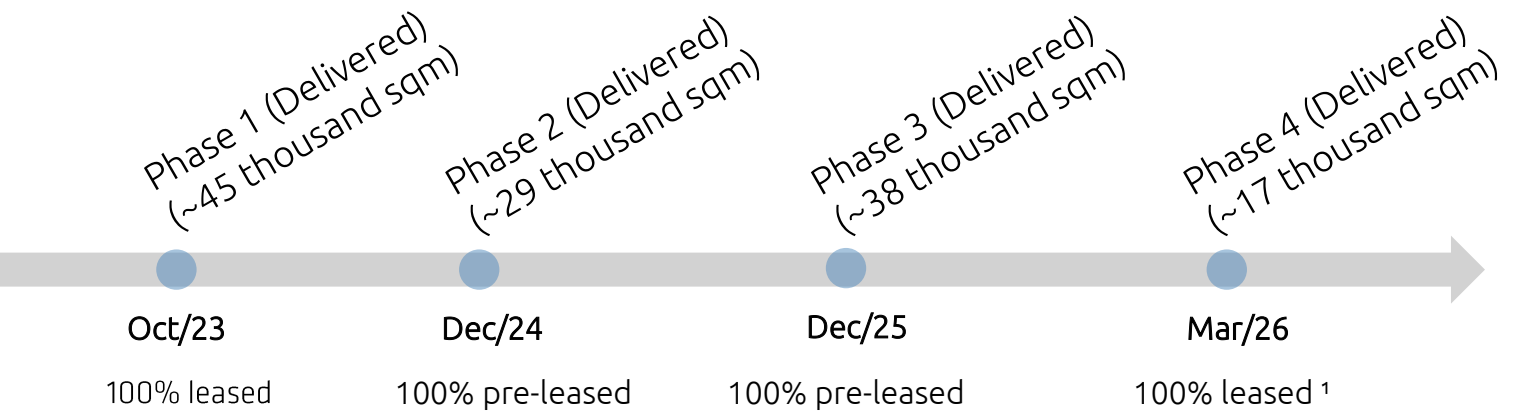 Phase 1 (Delivered)
(~45 thousand sqm)
Phase 2 (Delivered)
(~29 thousand sqm)
Phase 3 (Delivered)
(~38 thousand sqm)
Phase 4 (Delivered)
(~17 thousand sqm)
Oct/23
Dec/24
Dec/25
Mar/26
100% leased
100% pre-leased
100% pre-leased
100% leased ¹